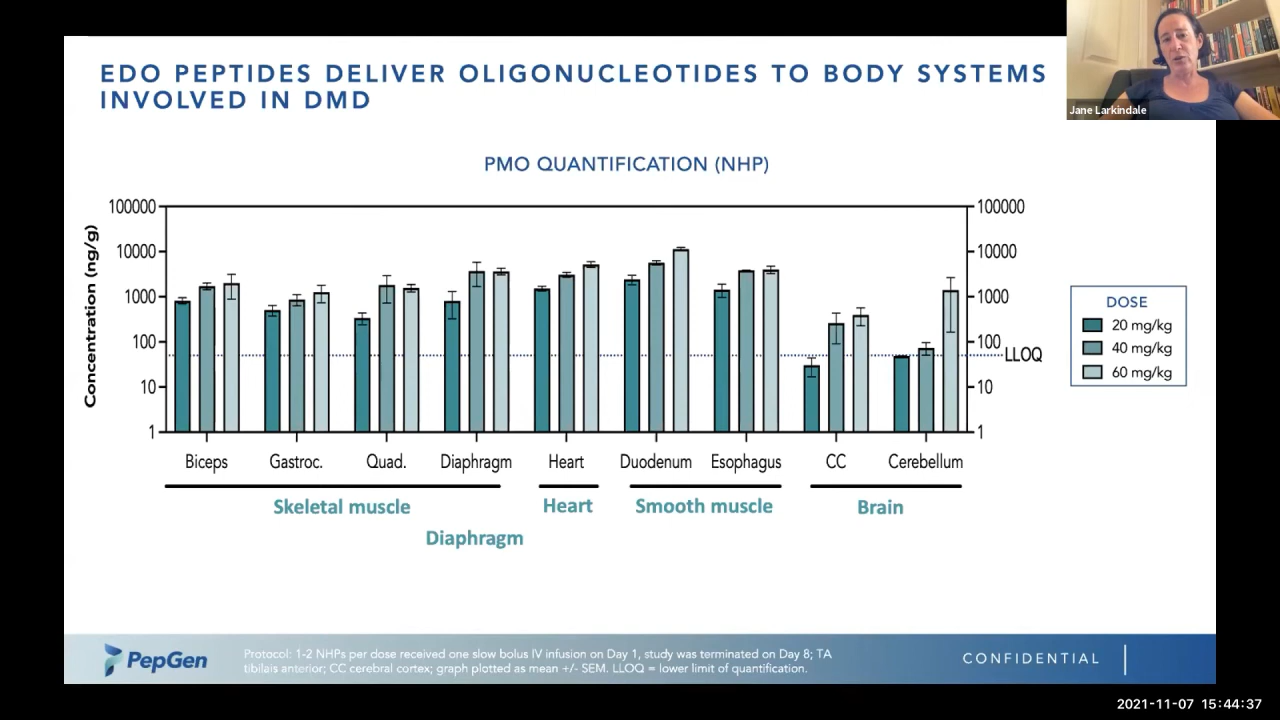 EDO PEPTIDES DELIVER OLIGONUCLEOTIDES TO BODY SYSTEMS
INVOLVED IN DMD
Jane Larkindale
PMO QUANTIFICATION (NHP)
Concentration (ng/g)
100000
10000
1000
100
10
1
100000
10000
1000
100
10
1
LLOQ
DOSE
20 mg/kg
40 mg/kg
60 mg/kg
Biceps Gastroc. Quad. Diaphragm Heart Duodenum Esophagus CC Cerebellum
Skeletal muscle Heart Smooth muscle Brain
Diaphragm
PepGen
Protocol: 1-2 NHPs per dose received one slow bolus IV infusion on Day 1, study was terminated on Day 8; TA
tibilais anterior; CC cerebral cortex; graph plotted as mean +/- SEM. LLOQ = lower limit of quantification.
CONFIDENTIAL
2021-11-07 15:44:37